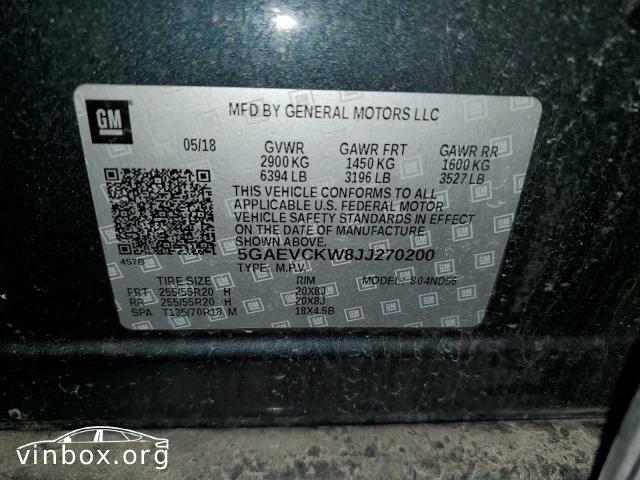 GM
MFD BY GENERAL MOTORS LLC
05/18 GVWR GAWR FRT GAWR RR
2900 KG 1450 KG 1600 KG
6394 LB 3196 LB 3527 LB
THIS VEHICLE CONFORMS TO ALL
APPLICABLE U.S. FEDERAL MOTOR
VEHICLE SAFETY STANDARDS IN EFFECT
ON THE DATE OF MANUFACTURE
SHOWN ABOVE.
457B 5GAEVCKW8JJ270200
TYPE: M.P.V.
TIRE SIZE RIM MODEL:
FRT 255/55R20 H 20X8J
RR 255/55R20 H 20X8J
SPA T135/70R18 M 18X4.5B
vinbox.org